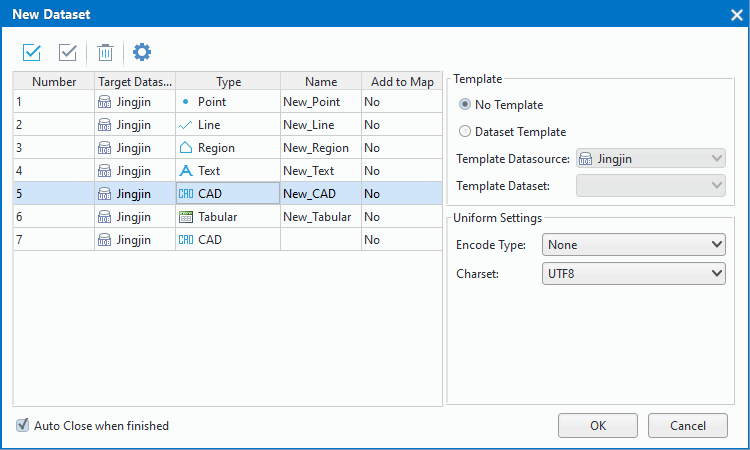 New Dataset
Number Target Datas... Type Name Add to Map
1 Jingjin Point New_Point No
2 Jingjin Line New_Line No
3 Jingjin Region New_Region No
4 Jingjin Text New_Text No
5 Jingjin CAD New_CAD No
6 Jingjin Tabular New_Tabular No
7 Jingjin CAD No
Template
No Template
Dataset Template
Template Datasource: Jingjin
Template Dataset:
Uniform Settings
Encode Type: None
Charset: UTF8
Auto Close when finished
OK Cancel